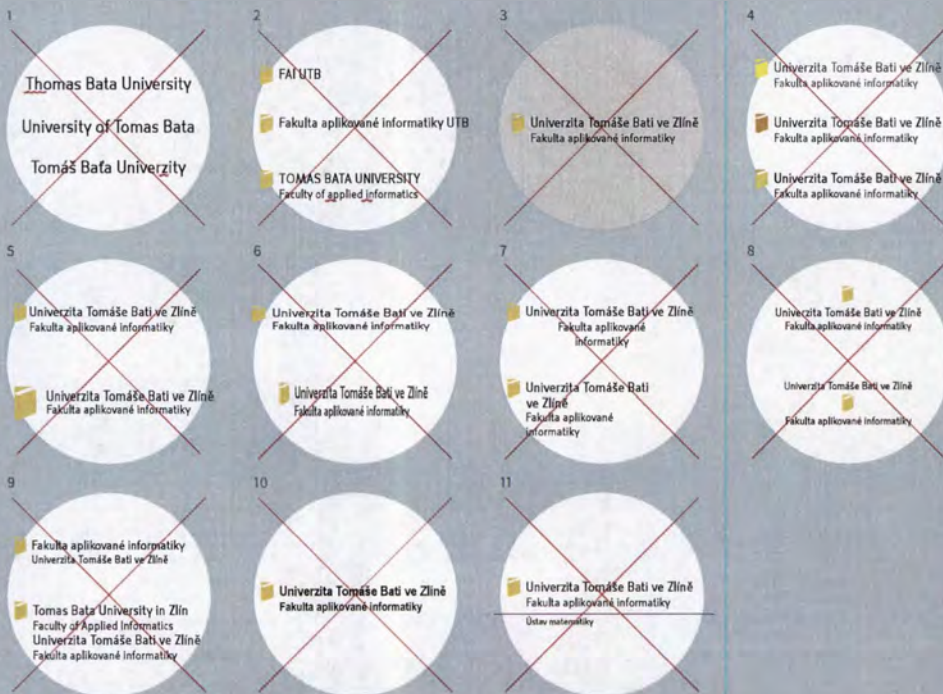 1
Thomas Bata University
University of Tomas Bata
Tomáš Baťa Univerzity
2
FAI UTB
Fakulta aplikované informatiky UTB
TOMAS BATA UNIVERSITY
Faculty of applied informatics
3
Univerzita Tomáše Bati ve Zlíně
Fakulta aplikované informatiky
4
Univerzita Tomáše Bati ve Zlíně
Fakulta aplikované informatiky
Univerzita Tomáše Bati ve Zlíně
Fakulta aplikované informatiky
Univerzita Tomáše Bati ve Zlíně
Fakulta aplikované informatiky
5
Univerzita Tomáše Bati ve Zlíně
Fakulta aplikované informatiky
Univerzita Tomáše Bati ve Zlíně
Fakulta aplikované informatiky
6
Univerzita Tomáše Bati ve Zlíně
Fakulta aplikované informatiky
Univerzita Tomáše Bati ve Zlíně
Fakulta aplikované informatiky
7
Univerzita Tomáše Bati ve Zlíně
Fakulta aplikované
informatiky
Univerzita Tomáše Bati
ve Zlíně
Fakulta aplikované
informatiky
8
Univerzita Tomáše Bati ve Zlíně
Fakulta aplikované informatiky
Univerzita Tomáše Bati ve Zlíně
Fakulta aplikované informatiky
9
Fakulta aplikované informatiky
Univerzita Tomáše Bati ve Zlíně
Tomas Bata University in Zlín
Faculty of Applied Informatics
Univerzita Tomáše Bati ve Zlíně
Fakulta aplikované informatiky
10
Univerzita Tomáše Bati ve Zlíně
Fakulta aplikované informatiky
11
Univerzita Tomáše Bati ve Zlíně
Fakulta aplikované informatiky
Ústav matematiky